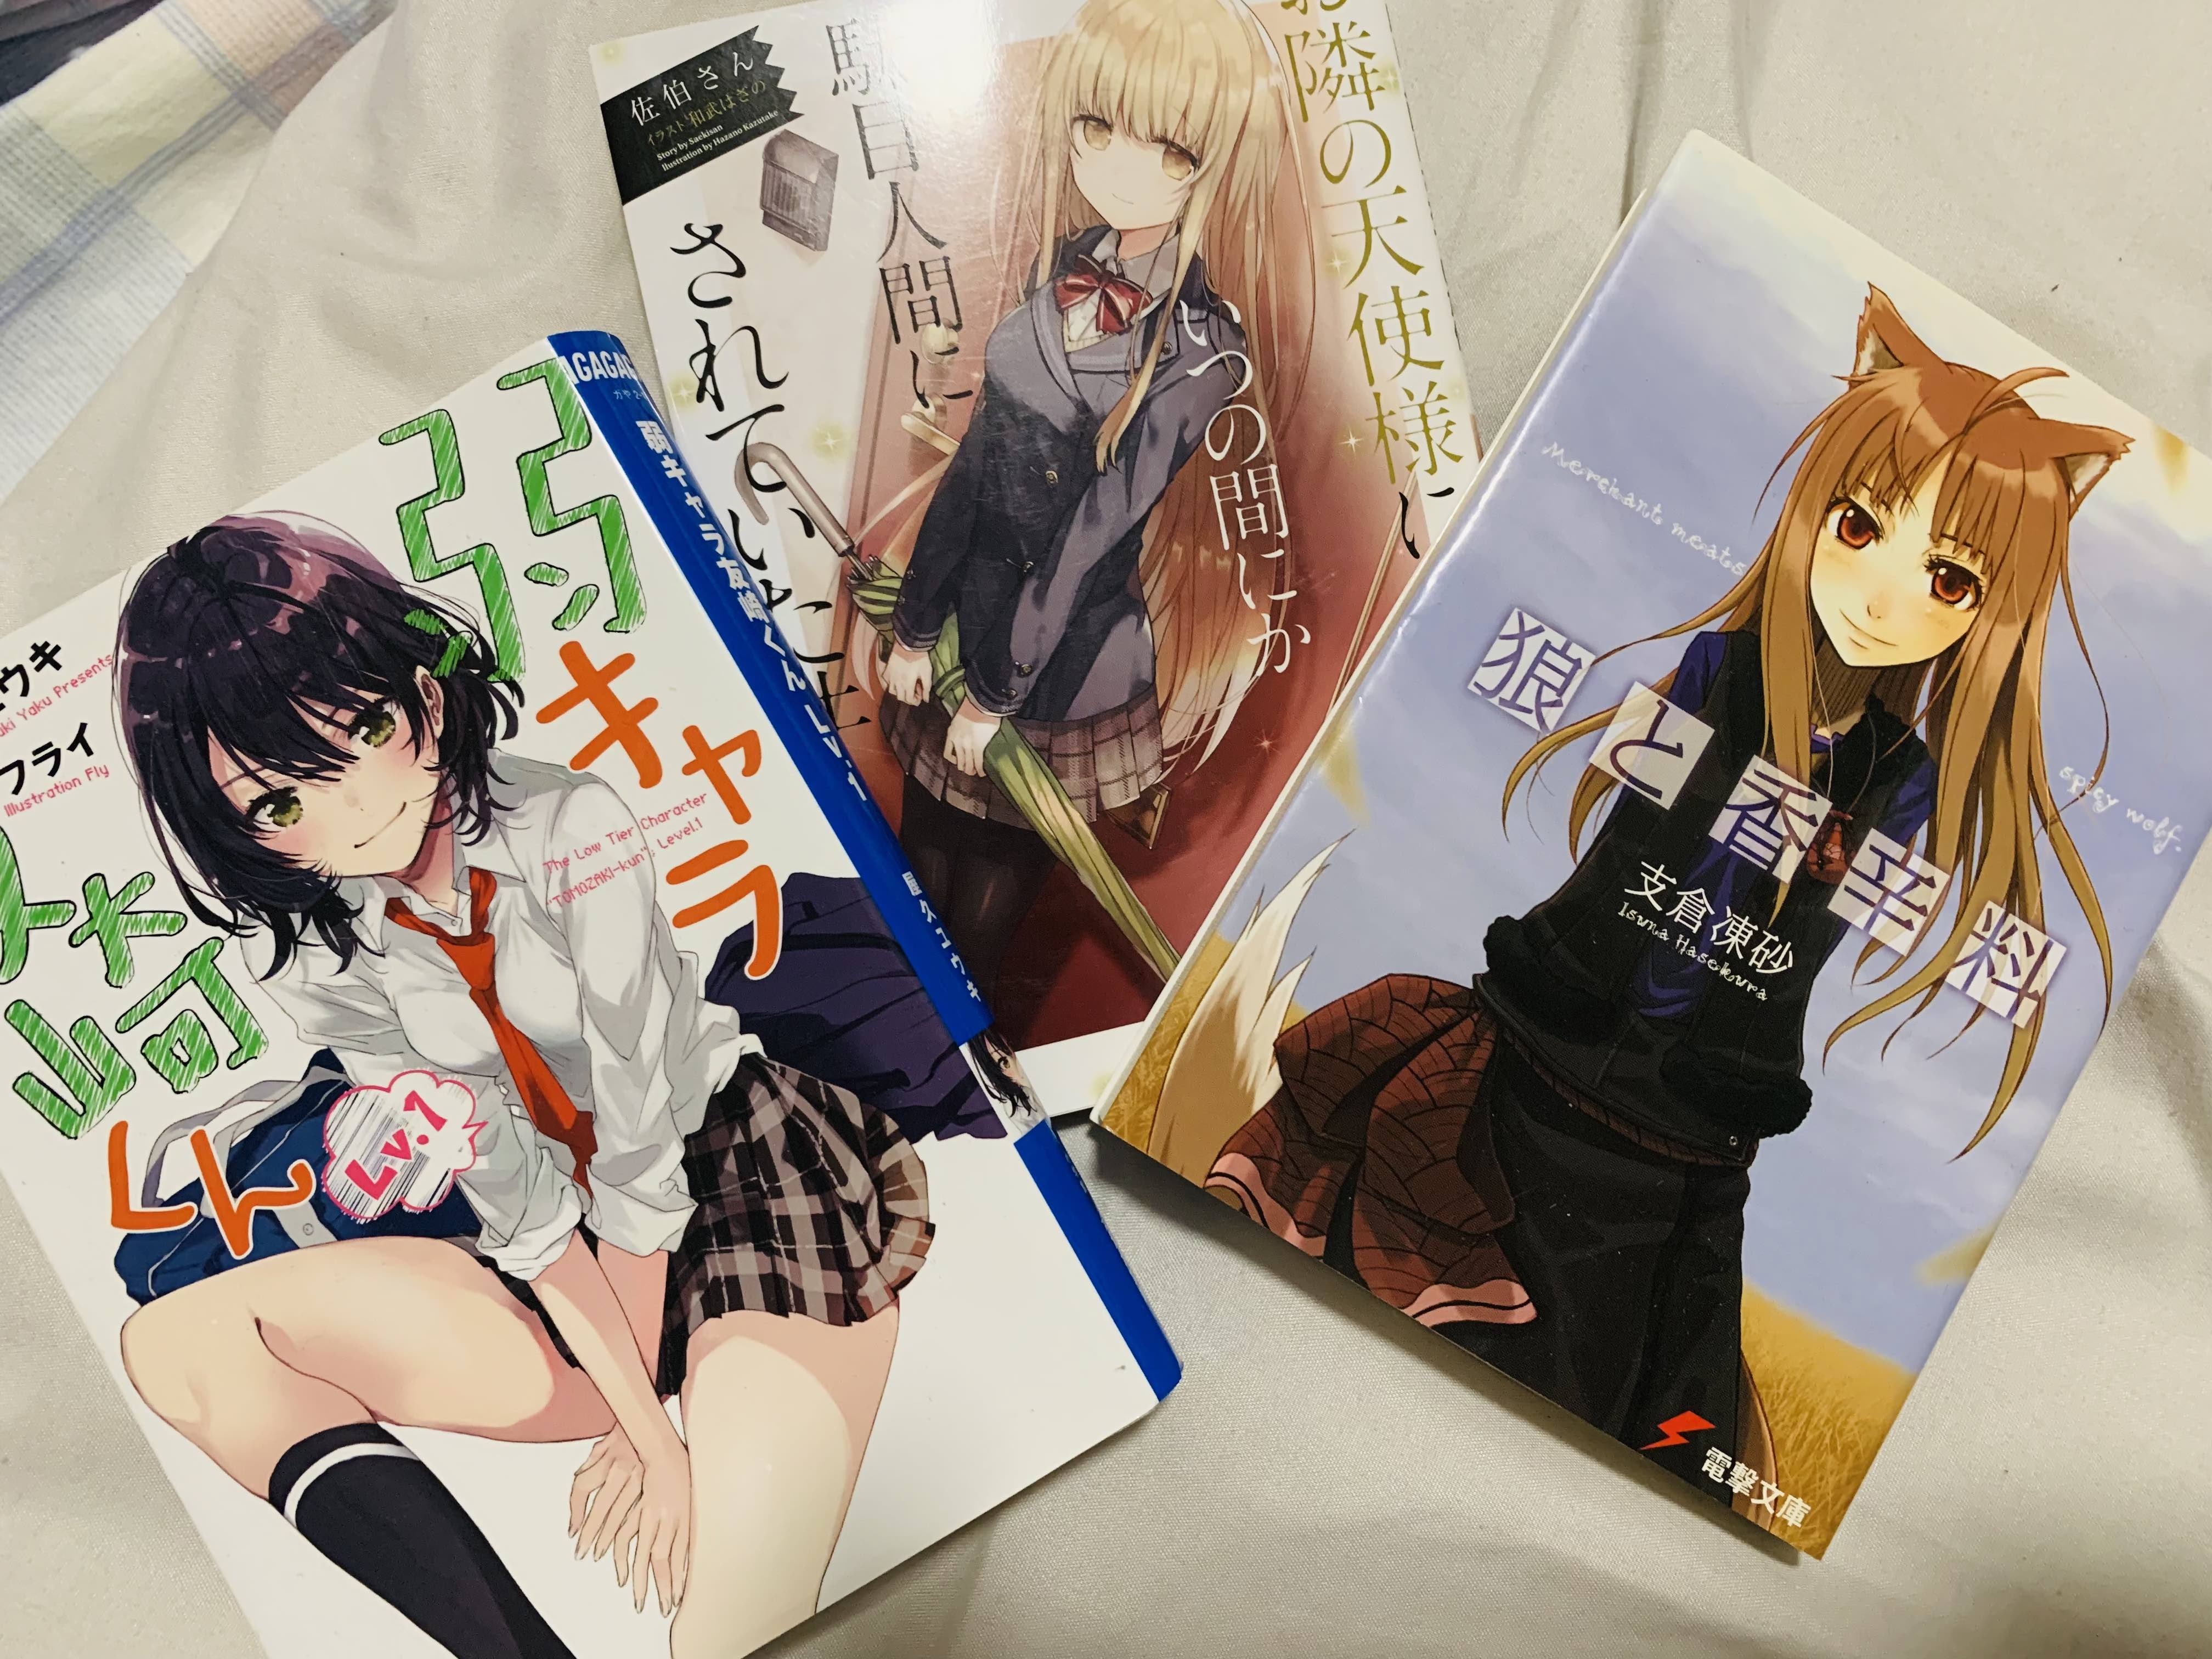 佐伯さん
イラスト 和武はざの
Story by Saekisan
Illustration by Hazano Kazutake
お隣の天使様に
いつの間にか
駄目人間に
されていた
狼と香辛料
支倉凍砂
Isuna Hasekura
Merchant meats
spicy wolf.
電撃文庫
弱キャラ
崎
くん
Lv.1
The Low Tier Character
"TOMOZAKI-kun"; Level.1
ウキ
ki Yaku Presents
フライ
Illustration Fly
GAGAG
弱キャラ友崎くん Lv.1
屋久ユウキ